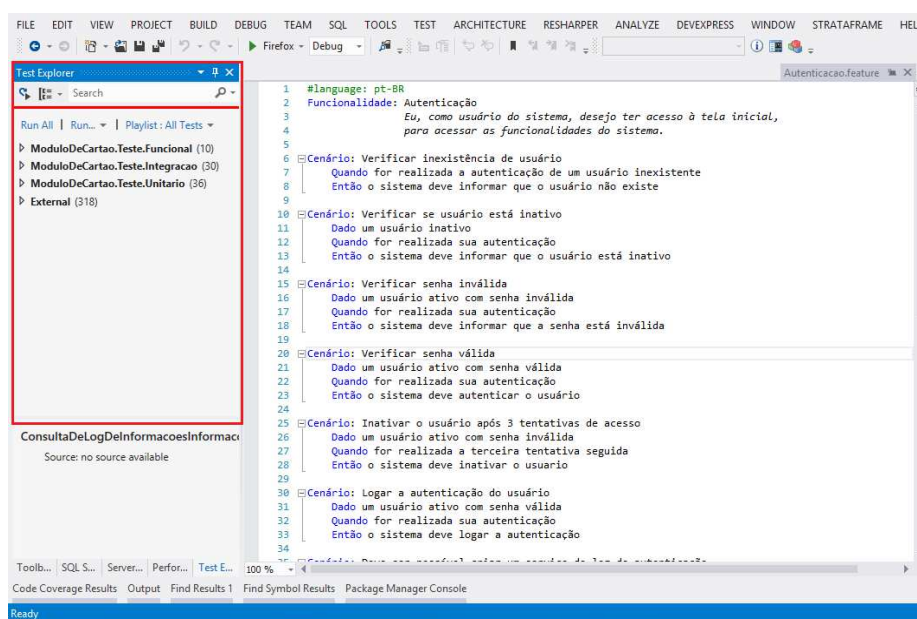 FILE EDIT VIEW PROJECT BUILD DEBUG TEAM SQL TOOLS TEST ARCHITECTURE RESHARPER ANALYZE DEVEXPRESS WINDOW STRATAFRAME HEL
Firefox Debug
Test Explorer
Search
Run All | Run... | Playlist : All Tests
ModuloDeCartao.Teste.Funcional (10)
ModuloDeCartao.Teste.Integracao (30)
ModuloDeCartao.Teste.Unitario (36)
External (318)
ConsultaDeLogDeInformacoesInformac
Source: no source available
Toolb... SQL S... Server... Perfor... Test E...
Autenticacao.feature
1 #language: pt-BR
2 Funcionalidade: Autenticação
3 Eu, como usuário do sistema, desejo ter acesso à tela inicial,
4 para acessar as funcionalidades do sistema.
5
6 Cenário: Verificar inexistência de usuário
7 Quando for realizada a autenticação de um usuário inexistente
8 Então o sistema deve informar que o usuário não existe
9
10 Cenário: Verificar se usuário está inativo
11 Dado um usuário inativo
12 Quando for realizada sua autenticação
13 Então o sistema deve informar que o usuário está inativo
14
15 Cenário: Verificar senha inválida
16 Dado um usuário ativo com senha inválida
17 Quando for realizada sua autenticação
18 Então o sistema deve informar que a senha está inválida
19
20 Cenário: Verificar senha válida
21 Dado um usuário ativo com senha válida
22 Quando for realizada sua autenticação
23 Então o sistema deve autenticar o usuário
24
25 Cenário: Inativar o usuário após 3 tentativas de acesso
26 Dado um usuário ativo com senha inválida
27 Quando for realizada a terceira tentativa seguida
28 Então o sistema deve inativar o usuario
29
30 Cenário: Logar a autenticação do usuário
31 Dado um usuário ativo com senha válida
32 Quando for realizada sua autenticação
33 Então o sistema deve logar a autenticação
34
100 %
Code Coverage Results Output Find Results 1 Find Symbol Results Package Manager Console
Ready